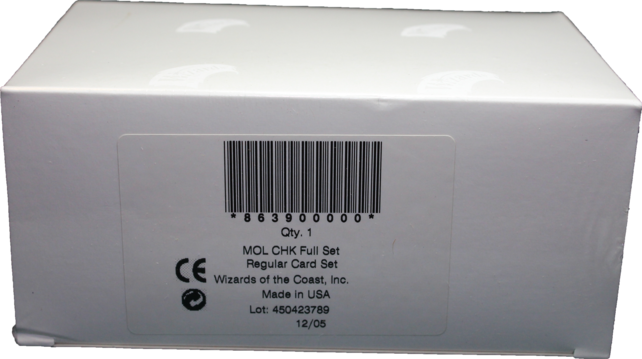 *863900000*
Qty. 1
MOL CHK Full Set
Regular Card Set
CE Wizards of the Coast, Inc.
Made in USA
Lot: 450423789
12/05